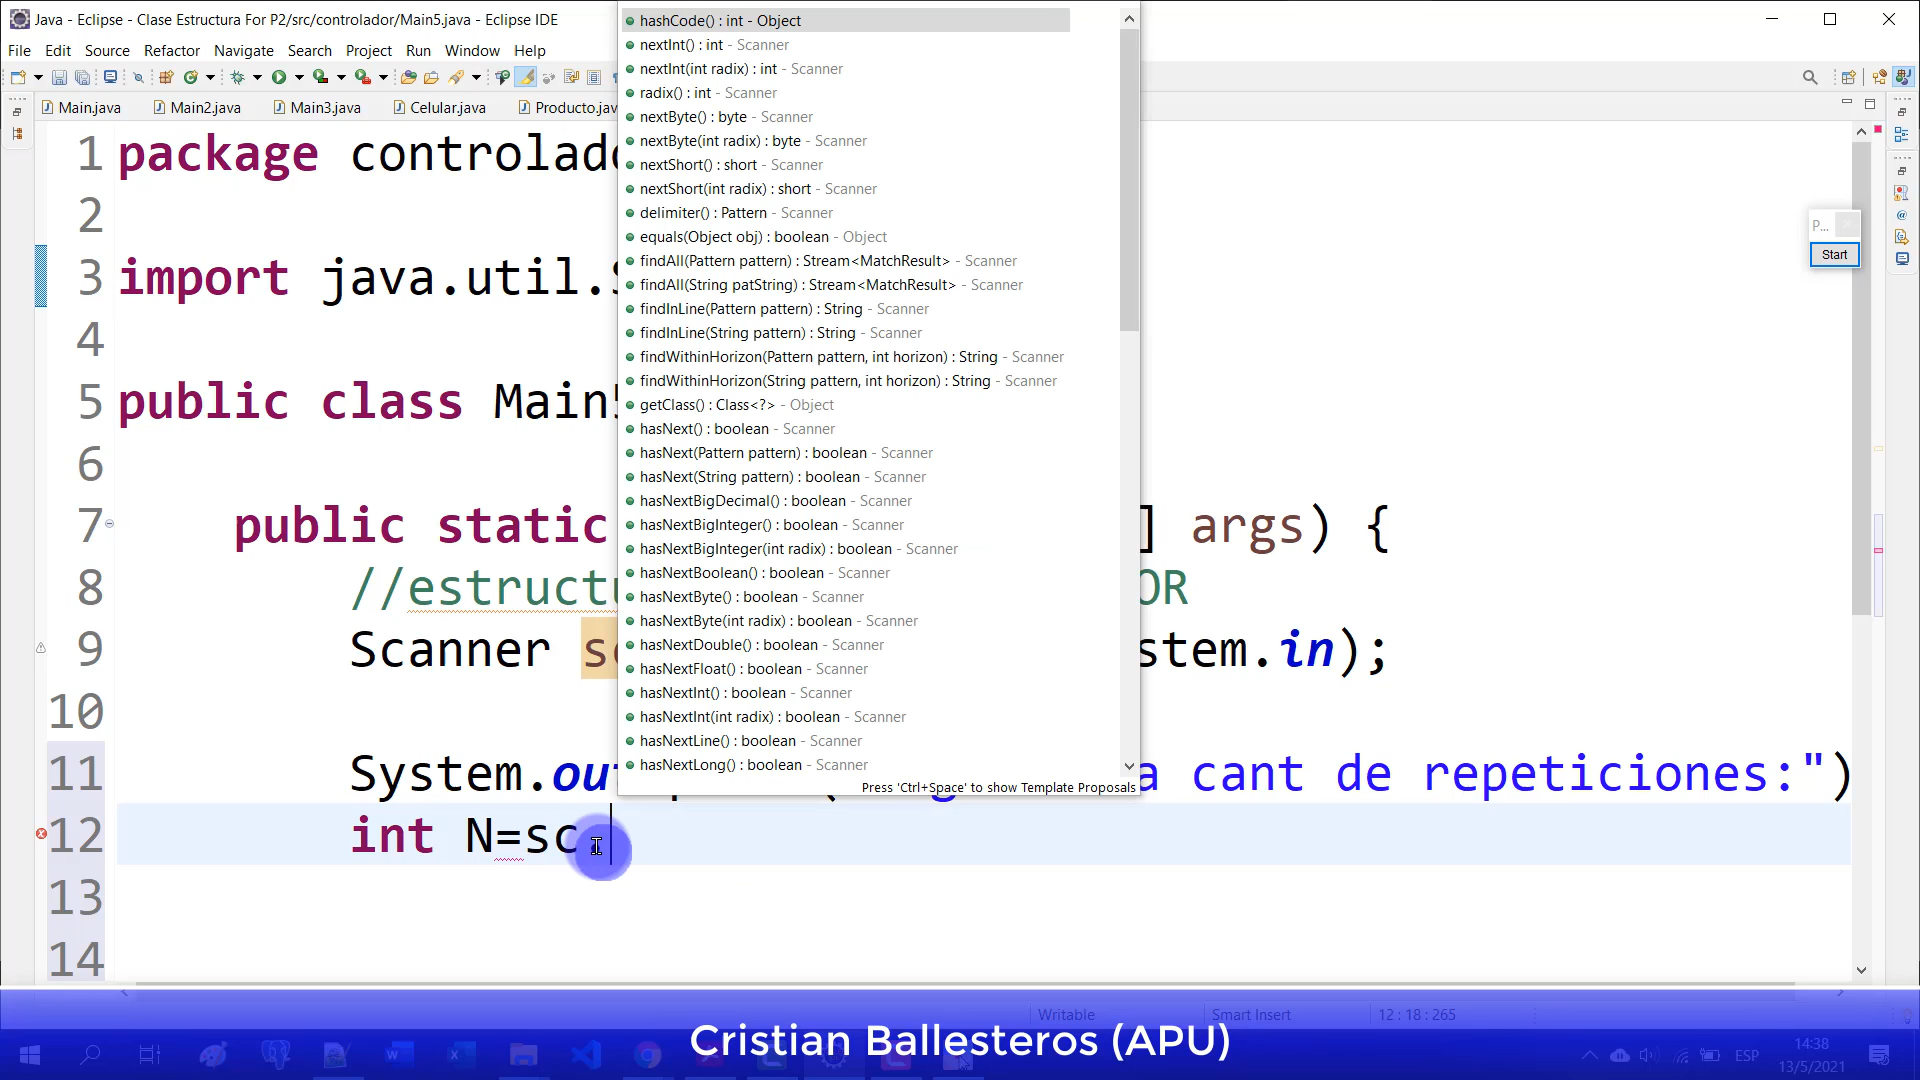 Java - Eclipse - Clase Estructura For P2/src/controlador/Main5.java - Eclipse IDE
File Edit Source Refactor Navigate Search Project Run Window Help
Main.java Main2.java Main3.java Celular.java Producto.jav
hashCode() : int - Object
nextInt() : int - Scanner
nextInt(int radix) : int - Scanner
radix() : int - Scanner
nextByte() : byte - Scanner
nextByte(int radix) : byte - Scanner
nextShort() : short - Scanner
nextShort(int radix) : short - Scanner
delimiter() : Pattern - Scanner
equals(Object obj) : boolean - Object
findAll(Pattern pattern) : Stream<MatchResult> - Scanner
findAll(String patString) : Stream<MatchResult> - Scanner
findInLine(Pattern pattern) : String - Scanner
findInLine(String pattern) : String - Scanner
findWithinHorizon(Pattern pattern, int horizon) : String - Scanner
findWithinHorizon(String pattern, int horizon) : String - Scanner
getClass() : Class<?> - Object
hasNext() : boolean - Scanner
hasNext(Pattern pattern) : boolean - Scanner
hasNext(String pattern) : boolean - Scanner
hasNextBigDecimal() : boolean - Scanner
hasNextBigInteger() : boolean - Scanner
hasNextBigInteger(int radix) : boolean - Scanner
hasNextBoolean() : boolean - Scanner
hasNextByte() : boolean - Scanner
hasNextByte(int radix) : boolean - Scanner
hasNextDouble() : boolean - Scanner
hasNextFloat() : boolean - Scanner
hasNextInt() : boolean - Scanner
hasNextInt(int radix) : boolean - Scanner
hasNextLine() : boolean - Scanner
hasNextLong() : boolean - Scanner
Press 'Ctrl+Space' to show Template Proposals
P...
Start
1 package controlado
2
3 import java.util.S
4
5 public class Main5
6
7 public static ] args) {
8 //estructu OR
9 Scanner sc stem.in);
10
11 System.out a cant de repeticiones:")
12 int N=sc
13
14
Writable Smart Insert 12 : 18 : 265
Cristian Ballesteros (APU)
ESP
14:38
13/5/2021